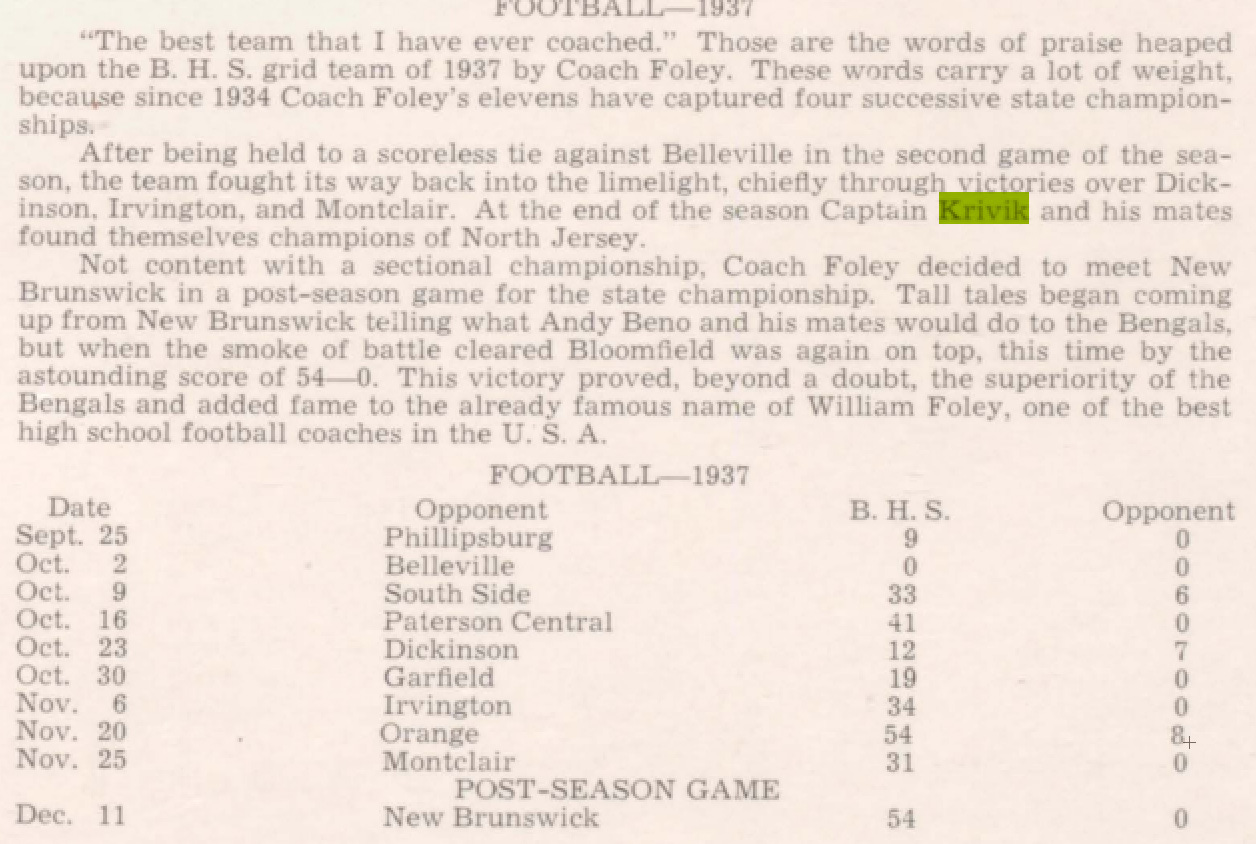 FOOTBALL—1937
"The best team that I have ever coached." Those are the words of praise heaped
upon the B. H. S. grid team of 1937 by Coach Foley. These words carry a lot of weight,
because since 1934 Coach Foley's elevens have captured four successive state champion-
ships.
After being held to a scoreless tie against Belleville in the second game of the sea-
son, the team fought its way back into the limelight, chiefly through victories over Dick-
inson, Irvington, and Montclair. At the end of the season Captain Krivik and his mates
found themselves champions of North Jersey.
Not content with a sectional championship, Coach Foley decided to meet New
Brunswick in a post-season game for the state championship. Tall tales began coming
up from New Brunswick telling what Andy Beno and his mates would do to the Bengals,
but when the smoke of battle cleared Bloomfield was again on top, this time by the
astounding score of 54—0. This victory proved, beyond a doubt, the superiority of the
Bengals and added fame to the already famous name of William Foley, one of the best
high school football coaches in the U. S. A.
FOOTBALL—1937
Date Opponent B. H. S. Opponent
Sept. 25 Phillipsburg 9 0
Oct. 2 Belleville 0 0
Oct. 9 South Side 33 6
Oct. 16 Paterson Central 41 0
Oct. 23 Dickinson 12 7
Oct. 30 Garfield 19 0
Nov. 6 Irvington 34 0
Nov. 20 Orange 54 8
Nov. 25 Montclair 31 0
POST-SEASON GAME
Dec. 11 New Brunswick 54 0